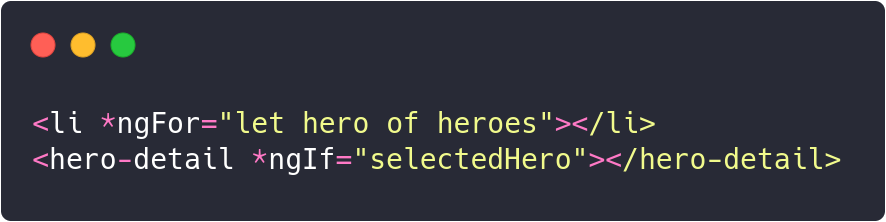 <li *ngFor="let hero of heroes"></li>
<hero-detail *ngIf="selectedHero"></hero-detail>